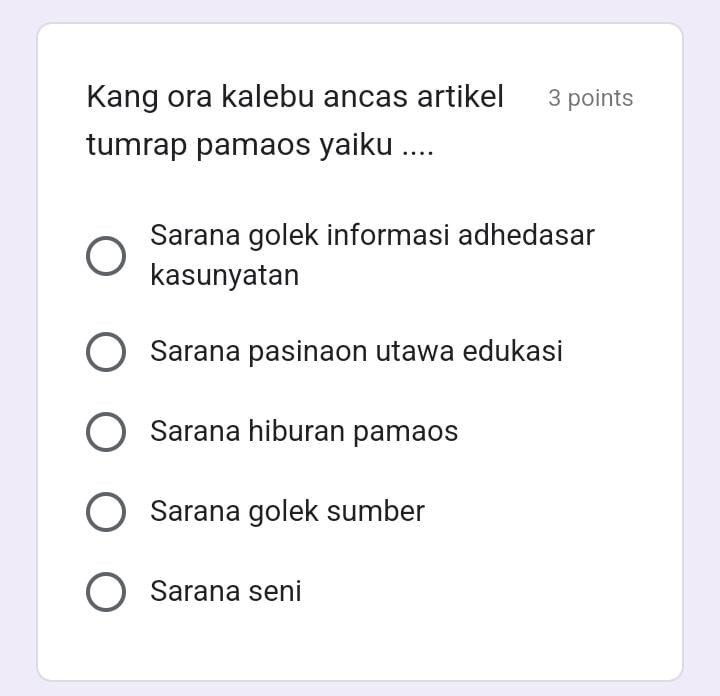 Kang ora kalebu ancas artikel
3 points
tumrap pamaos yaiku ....
Sarana golek informasi adhedasar
kasunyatan
Sarana pasinaon utawa edukasi
Sarana hiburan pamaos
Sarana golek sumber
Sarana seni